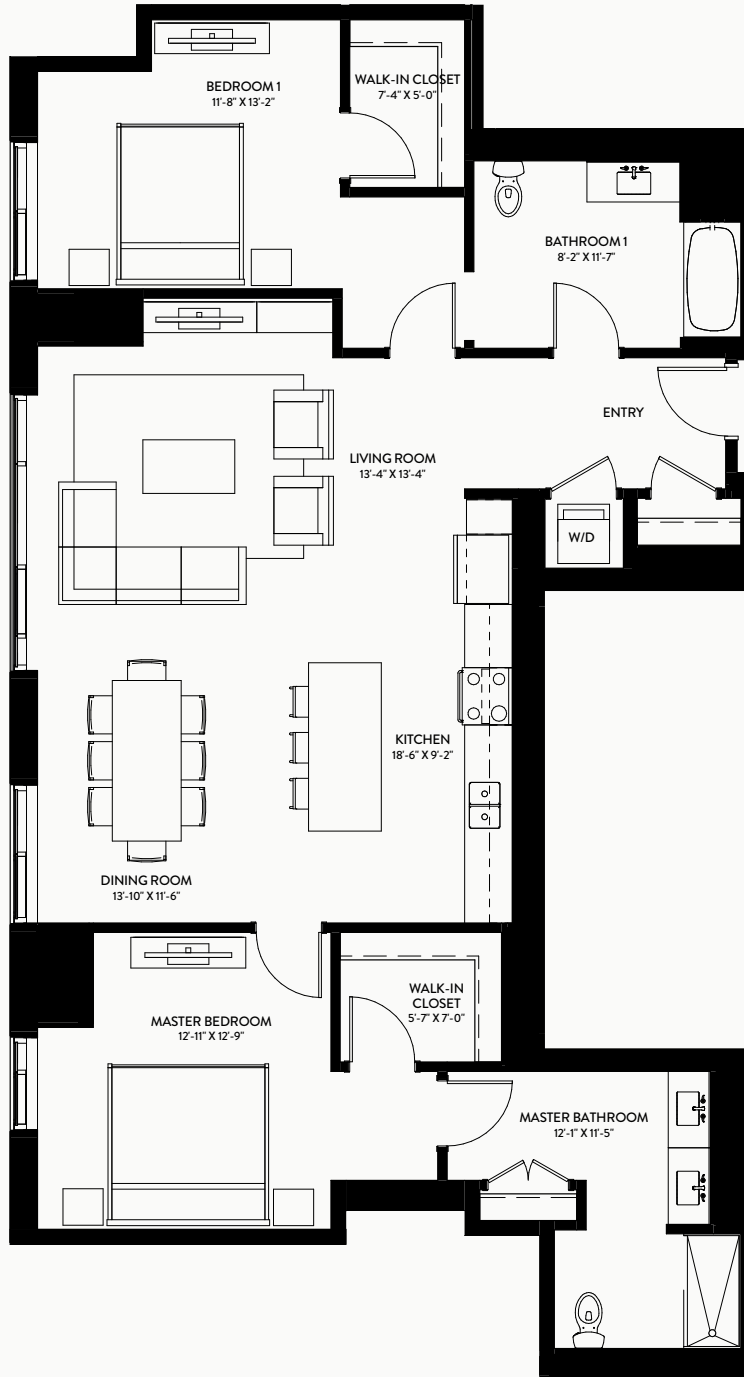 BEDROOM 1
11'-8" X 13'-2"
WALK-IN CLOSET
7'-4" X 5'-0"
BATHROOM 1
8'-2" X 11'-7"
ENTRY
LIVING ROOM
13'-4" X 13'-4"
W/D
KITCHEN
18'-6" X 9'-2"
DINING ROOM
13'-10" X 11'-6"
WALK-IN
CLOSET
5'-7" X 7'-0"
MASTER BEDROOM
12'-11" X 12'-9"
MASTER BATHROOM
12'-1" X 11'-5"